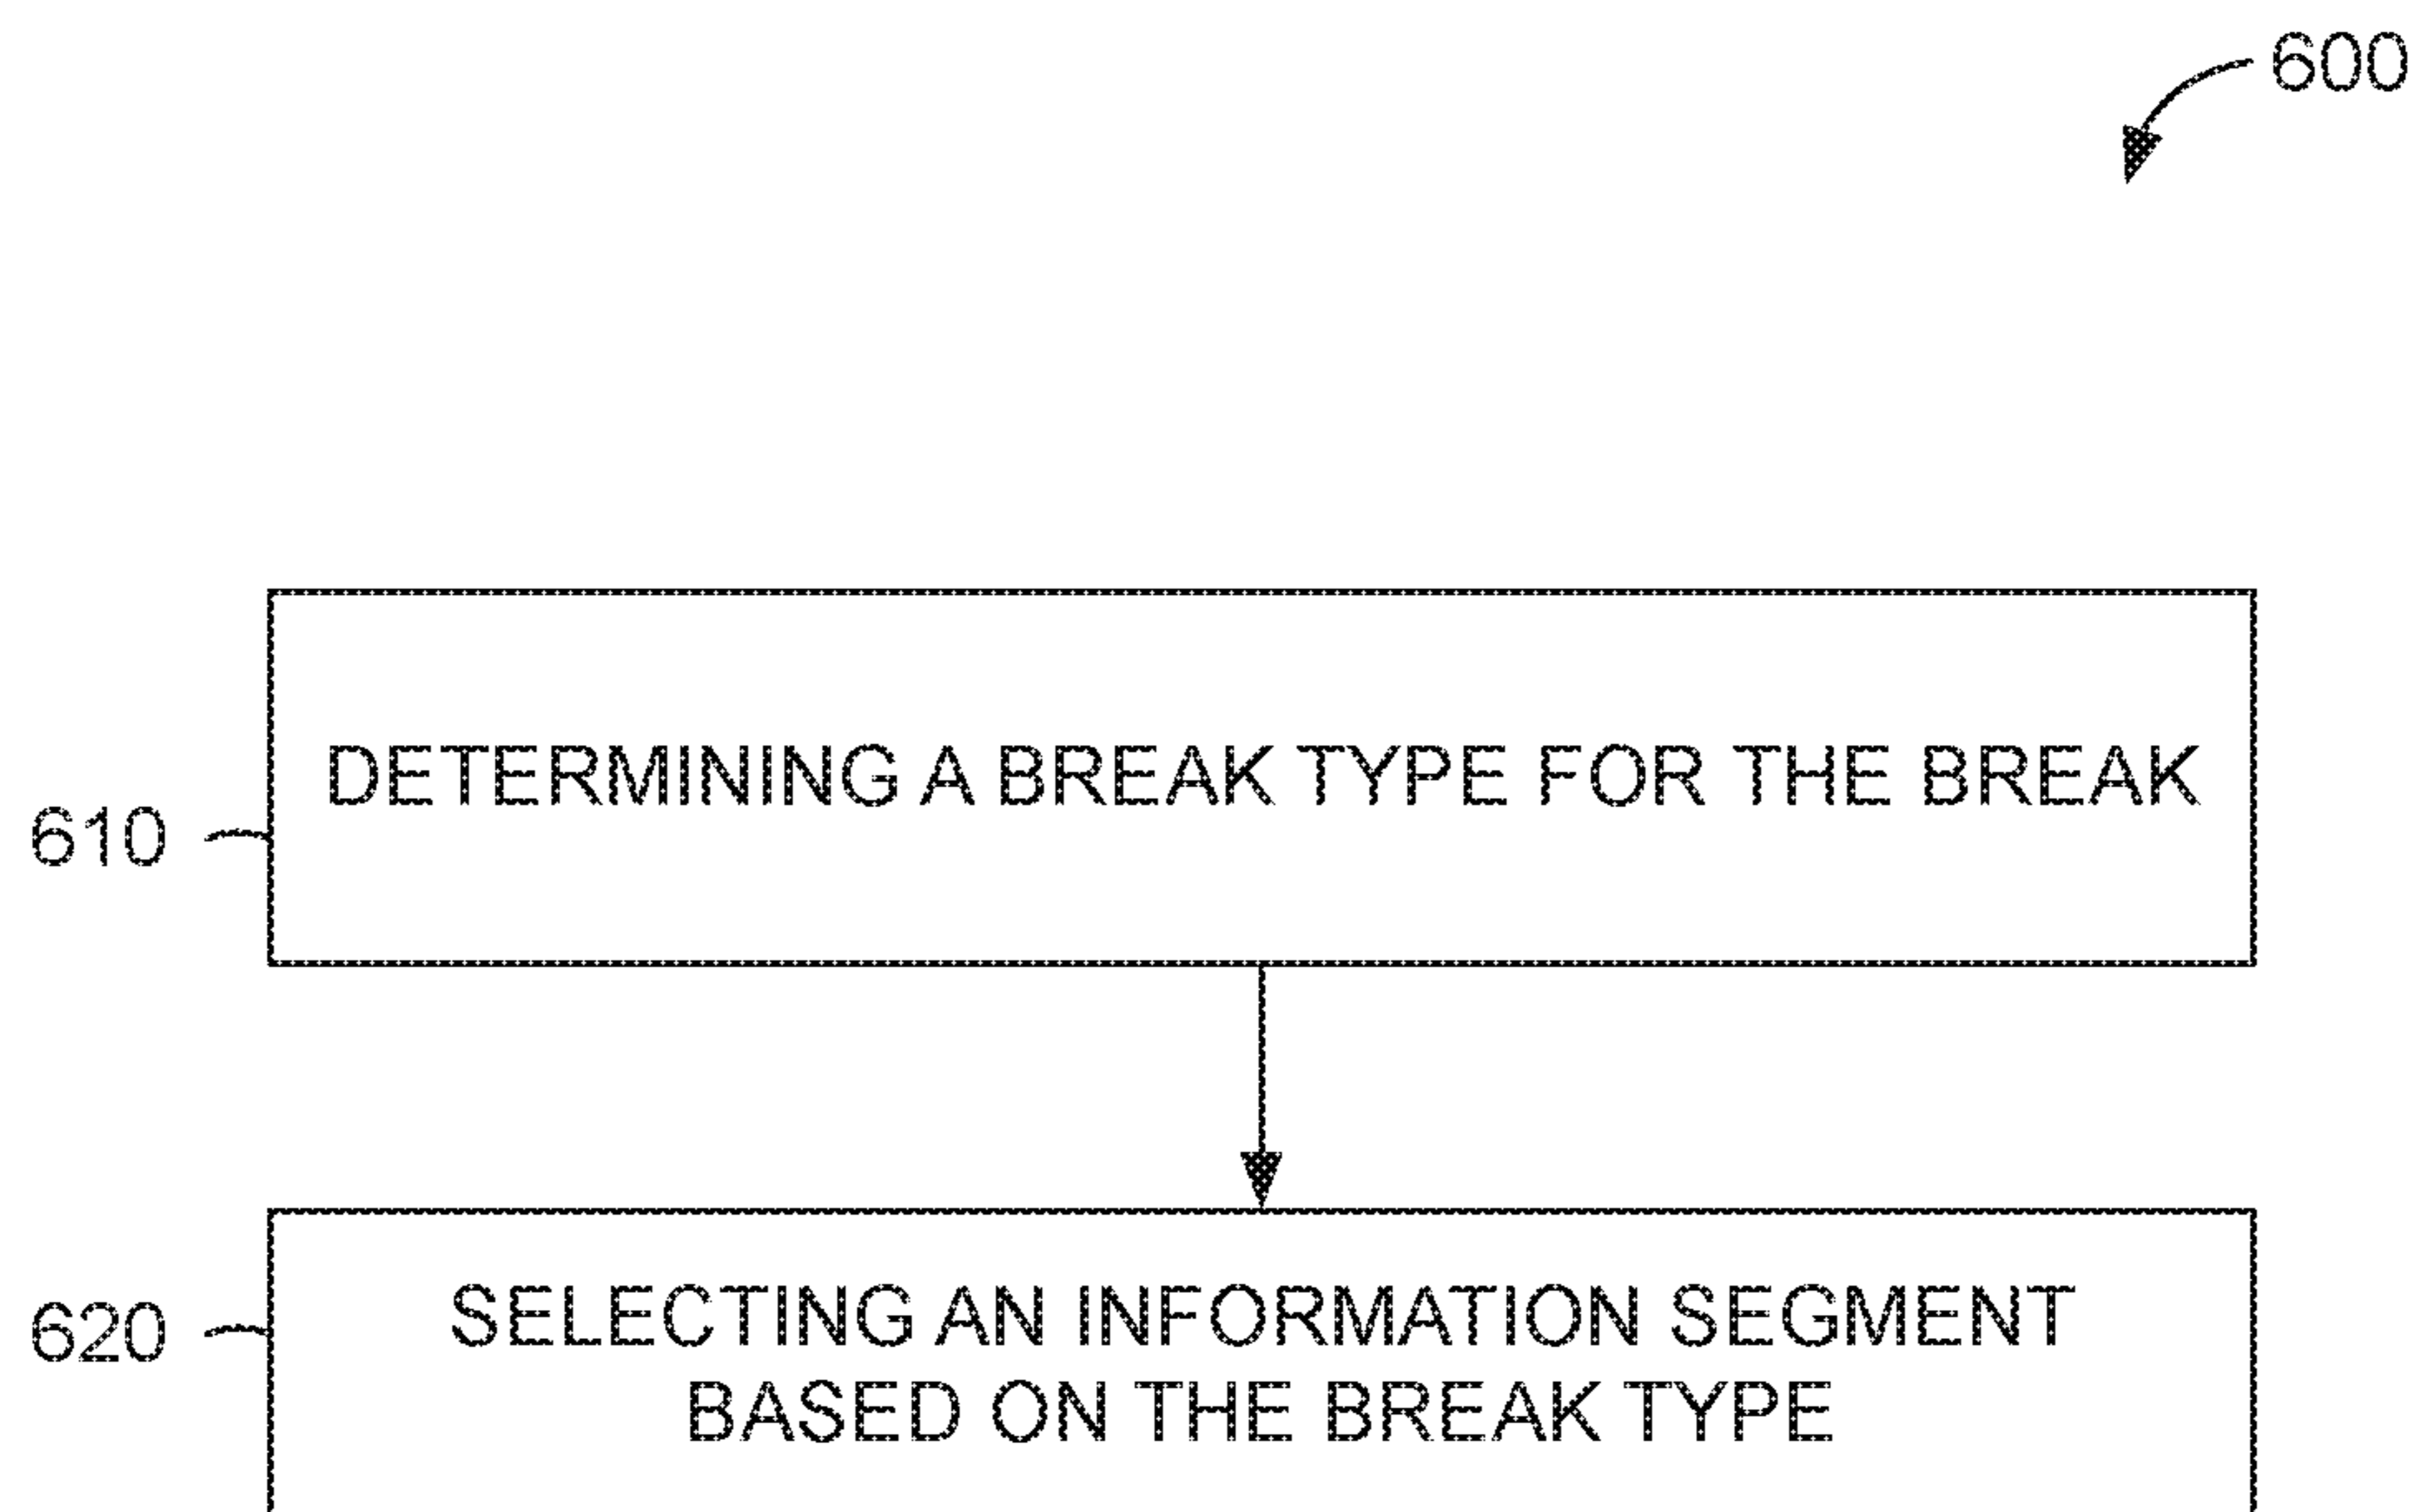 600
DETERMINING A BREAK TYPE FOR THE BREAK
610
620
SELECTING AN INFORMATION SEGMENT
BASED ON THE BREAK TYPE